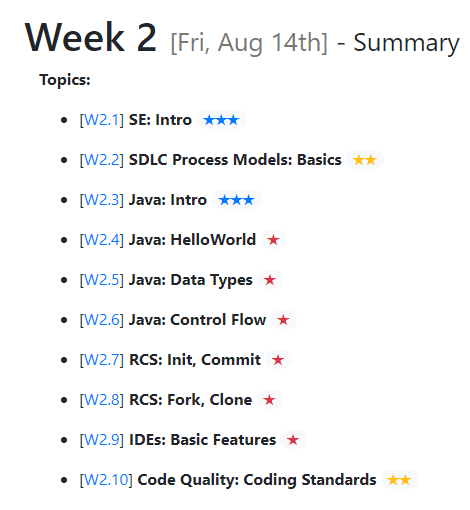 Week 2 [Fri, Aug 14th] - Summary
Topics:
[W2.1] SE: Intro ★★★
[W2.2] SDLC Process Models: Basics ★★
[W2.3] Java: Intro ★★★
[W2.4] Java: HelloWorld ★
[W2.5] Java: Data Types ★
[W2.6] Java: Control Flow ★
[W2.7] RCS: Init, Commit ★
[W2.8] RCS: Fork, Clone ★
[W2.9] IDEs: Basic Features ★
[W2.10] Code Quality: Coding Standards ★★